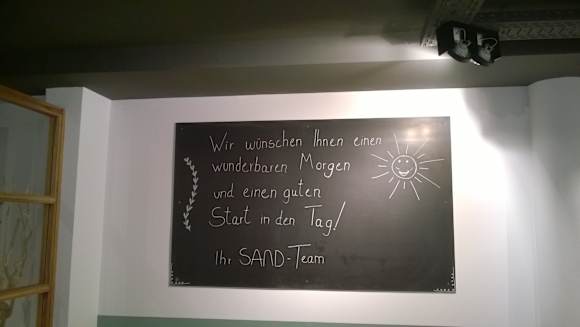 Wir wünschen Ihnen einen
wunderbaren Morgen
und einen guten
Start in den Tag!
Ihr SAND-Team